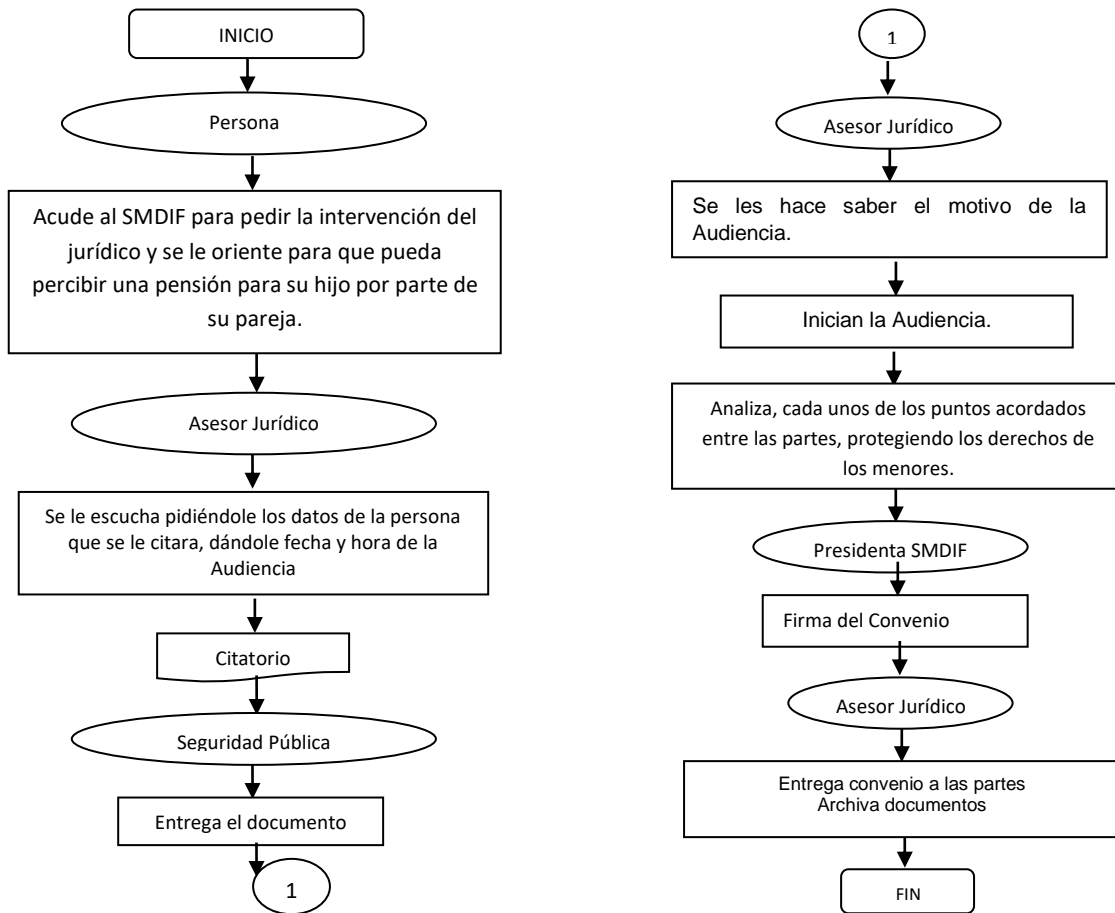 INICIO
Persona
Acude al SMDIF para pedir la intervención del
jurídico y se le oriente para que pueda
percibir una pensión para su hijo por parte de
su pareja.
Asesor Jurídico
Se le escucha pidiéndole los datos de la persona
que se le citara, dándole fecha y hora de la
Audiencia
Citatorio
Seguridad Pública
Entrega el documento
1
1
Asesor Jurídico
Se les hace saber el motivo de la
Audiencia.
Inician la Audiencia.
Analiza, cada unos de los puntos acordados
entre las partes, protegiendo los derechos de
los menores.
Presidenta SMDIF
Firma del Convenio
Asesor Jurídico
Entrega convenio a las partes
Archiva documentos
FIN